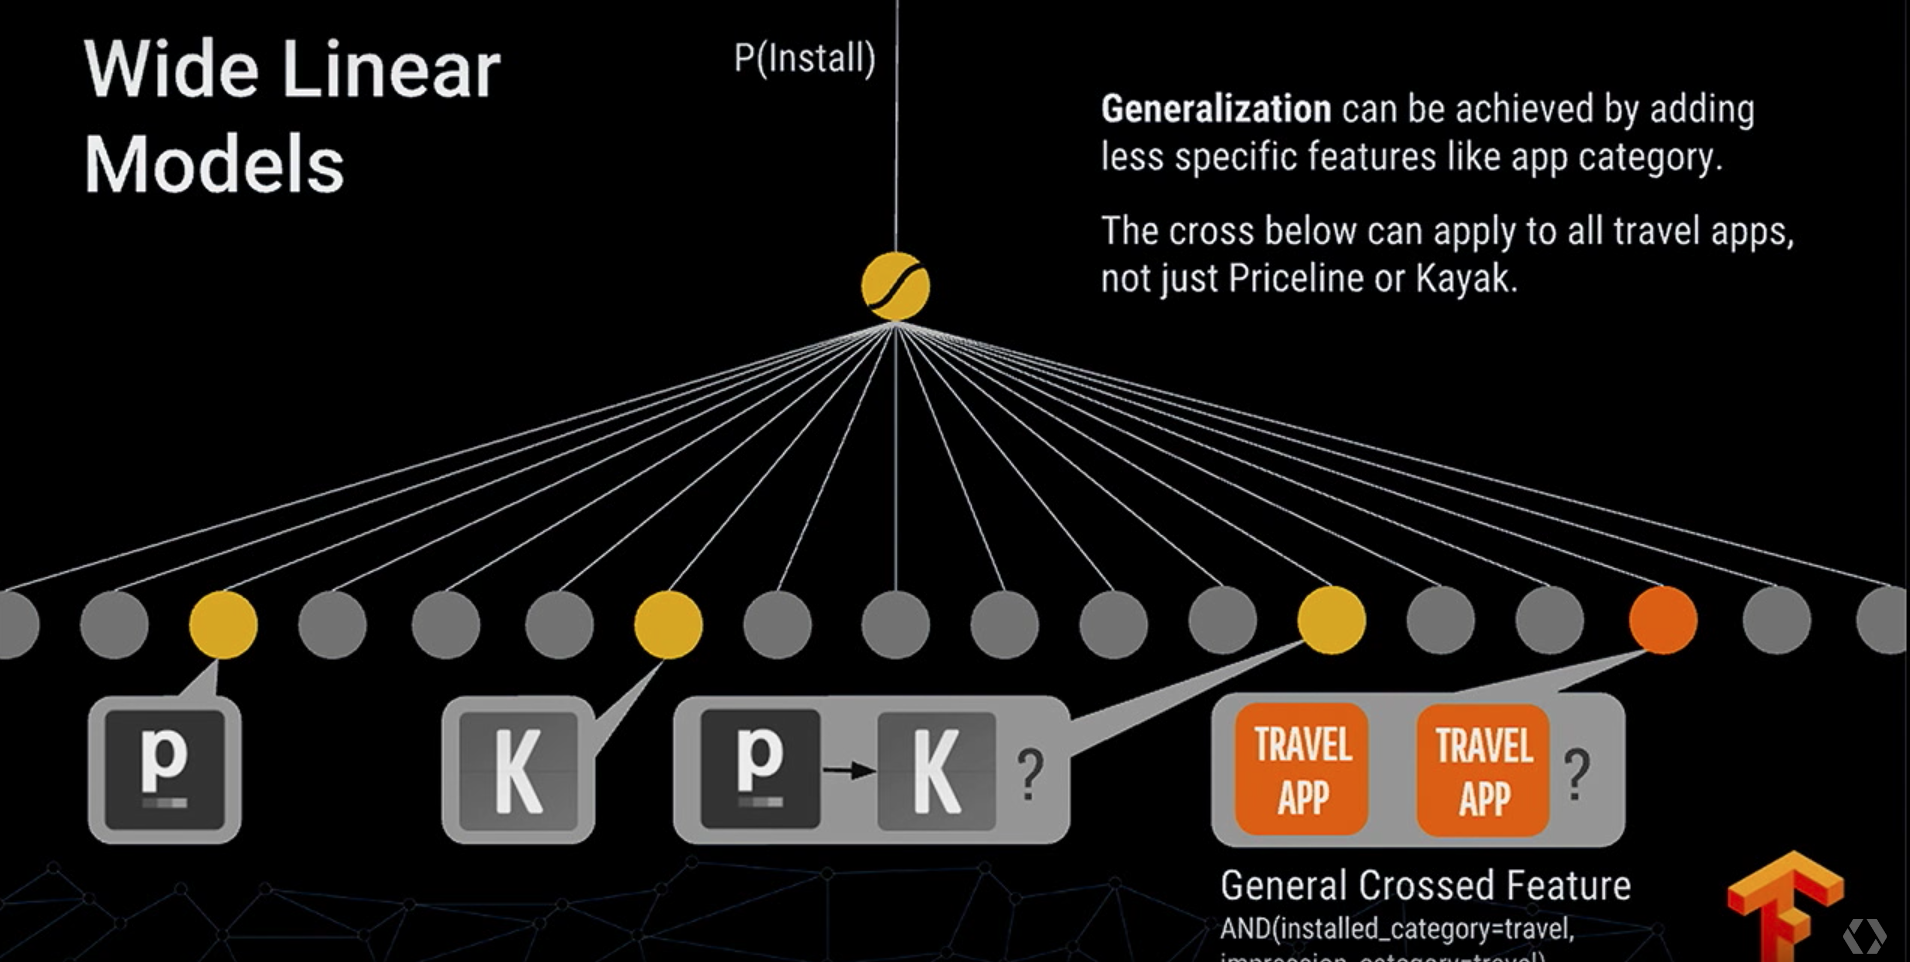 Wide Linear
Models
P(Install)
Generalization can be achieved by adding
less specific features like app category.
The cross below can apply to all travel apps,
not just Priceline or Kayak.
p
K
p
K
?
TRAVEL
APP
TRAVEL
APP
?
General Crossed Feature
AND(installed_category=travel,
impression_category=travel)